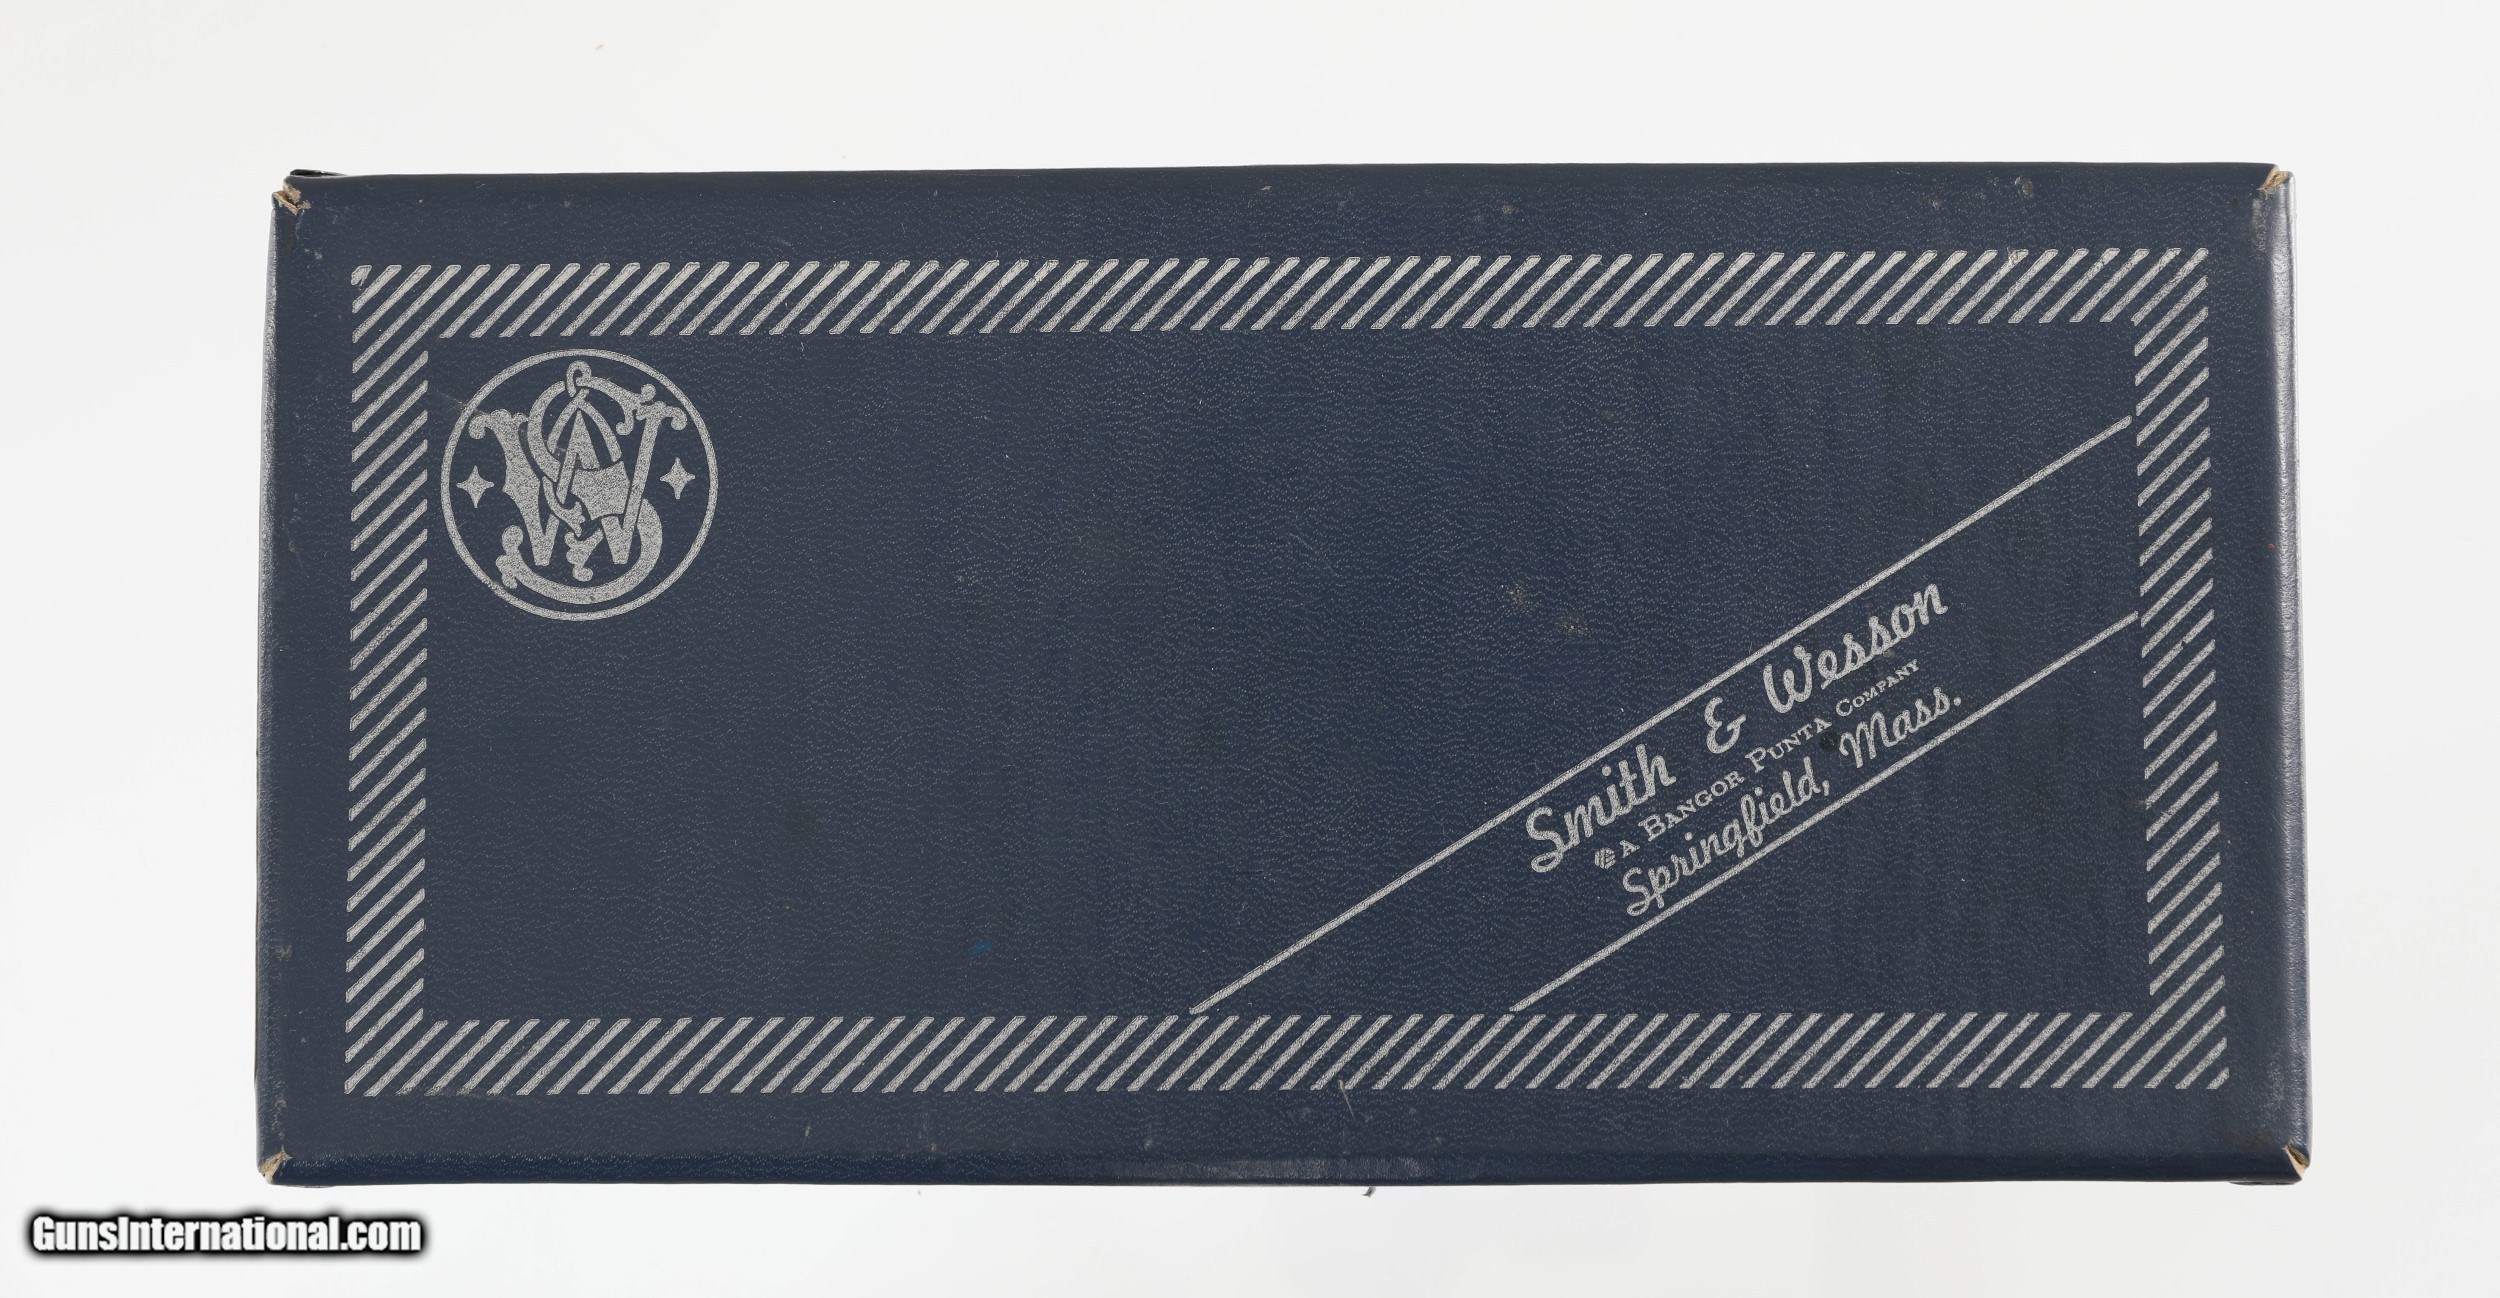 Smith & Wesson
A BANGOR PUNTA COMPANY
Springfield, Mass.
GunsInternational.com